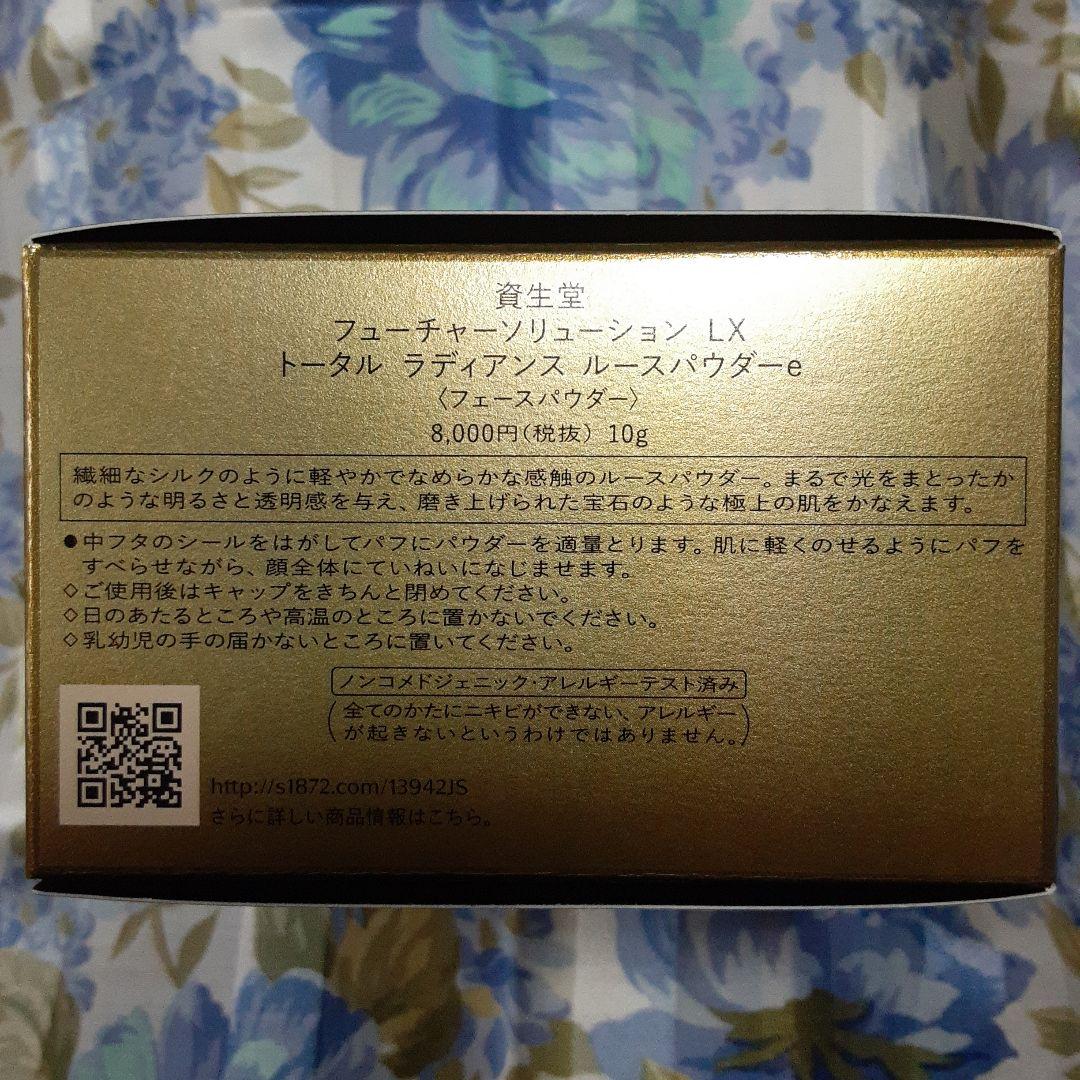 資生堂
フューチャーソリューション LX
トータル ラディアンス ルースパウダーe
〈フェースパウダー〉
8,000円(税抜) 10g
繊細なシルクのように軽やかでなめらかな感触のルースパウダー。まるで光をまとったか
のような明るさと透明感を与え、磨き上げられた宝石のような極上の肌をかなえます。
●中フタのシールをはがしてパフにパウダーを適量とります。肌に軽くのせるようにパフを
すべらせながら、顔全体にていねいになじませます。
◇ご使用後はキャップをきちんと閉めてください。
◇日のあたるところや高温のところに置かないでください。
◇乳幼児の手の届かないところに置いてください。
ノンコメドジェニック・アレルギーテスト済み
(全てのかたにニキビができない、アレルギー
が起きないというわけではありません。)
http://s1872.com/13942JS
さらに詳しい商品情報はこちら。